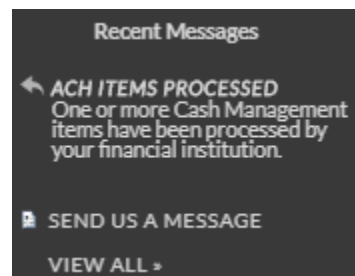 Recent Messages
ACH ITEMS PROCESSED
One or more Cash Management
items have been processed by
your financial institution.
SEND US A MESSAGE
VIEW ALL »